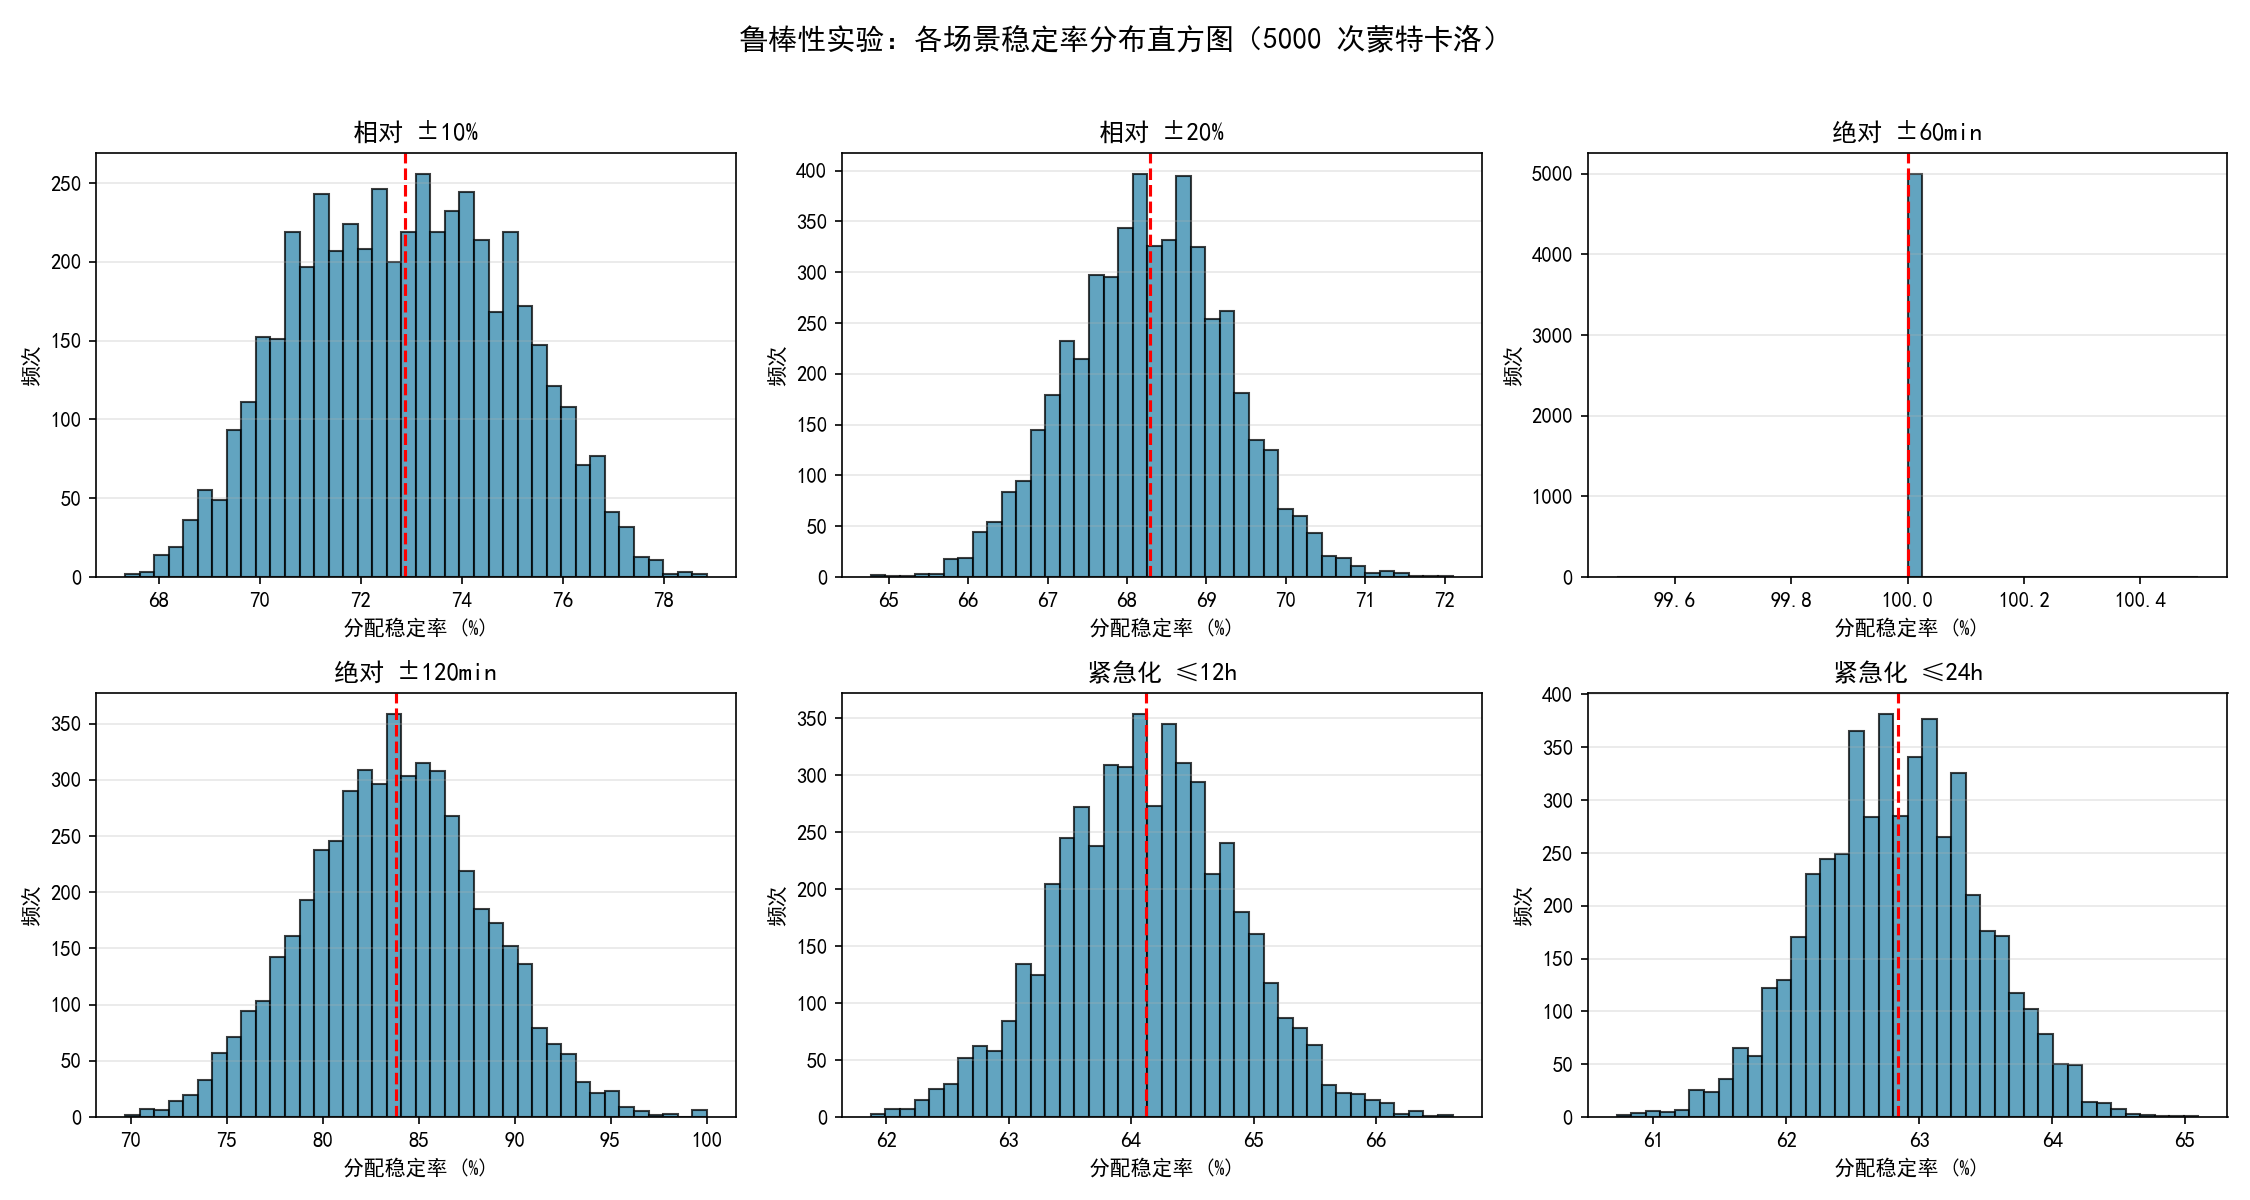 鲁棒性实验：各场景稳定率分布直方图（5000 次蒙特卡洛）
相对 ±10%
频次
250
200
150
100
50
0
68 70 72 74 76 78
分配稳定率 (%)
相对 ±20%
频次
400
350
300
250
200
150
100
50
0
65 66 67 68 69 70 71 72
分配稳定率 (%)
绝对 ±60min
频次
5000
4000
3000
2000
1000
0
99.6 99.8 100.0 100.2 100.4
分配稳定率 (%)
绝对 ±120min
频次
350
300
250
200
150
100
50
0
70 75 80 85 90 95 100
分配稳定率 (%)
紧急化 ≤12h
频次
350
300
250
200
150
100
50
0
62 63 64 65 66
分配稳定率 (%)
紧急化 ≤24h
频次
400
350
300
250
200
150
100
50
0
61 62 63 64 65
分配稳定率 (%)